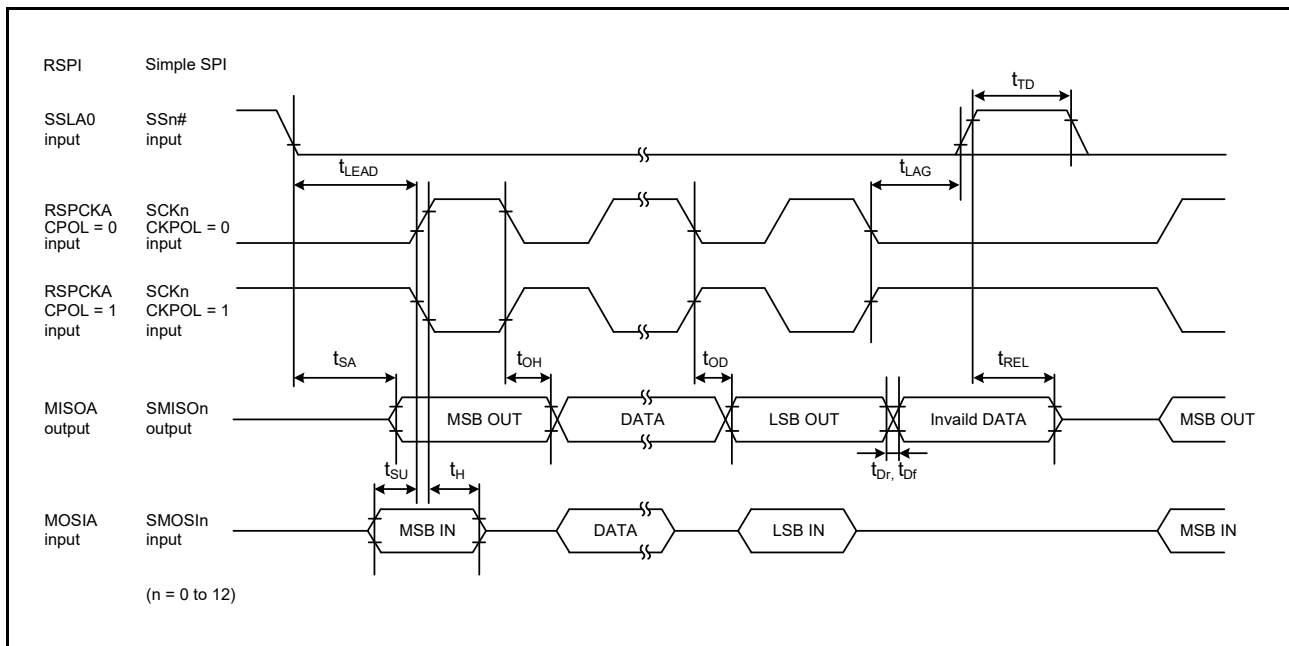 RSPI Simple SPI
SSLA0 SSn#
input input
tTD
tLEAD
tLAG
RSPCKA SCKn
CPOL = 0 CKPOL = 0
input input
RSPCKA SCKn
CPOL = 1 CKPOL = 1
input input
tSA
tOH
tOD
tREL
MISOA SMISOn
output output
MSB OUT
DATA
LSB OUT
Invaild DATA
MSB OUT
tSU
tH
tDr, tDf
MOSIA SMOSIn
input input
MSB IN
DATA
LSB IN
MSB IN
(n = 0 to 12)